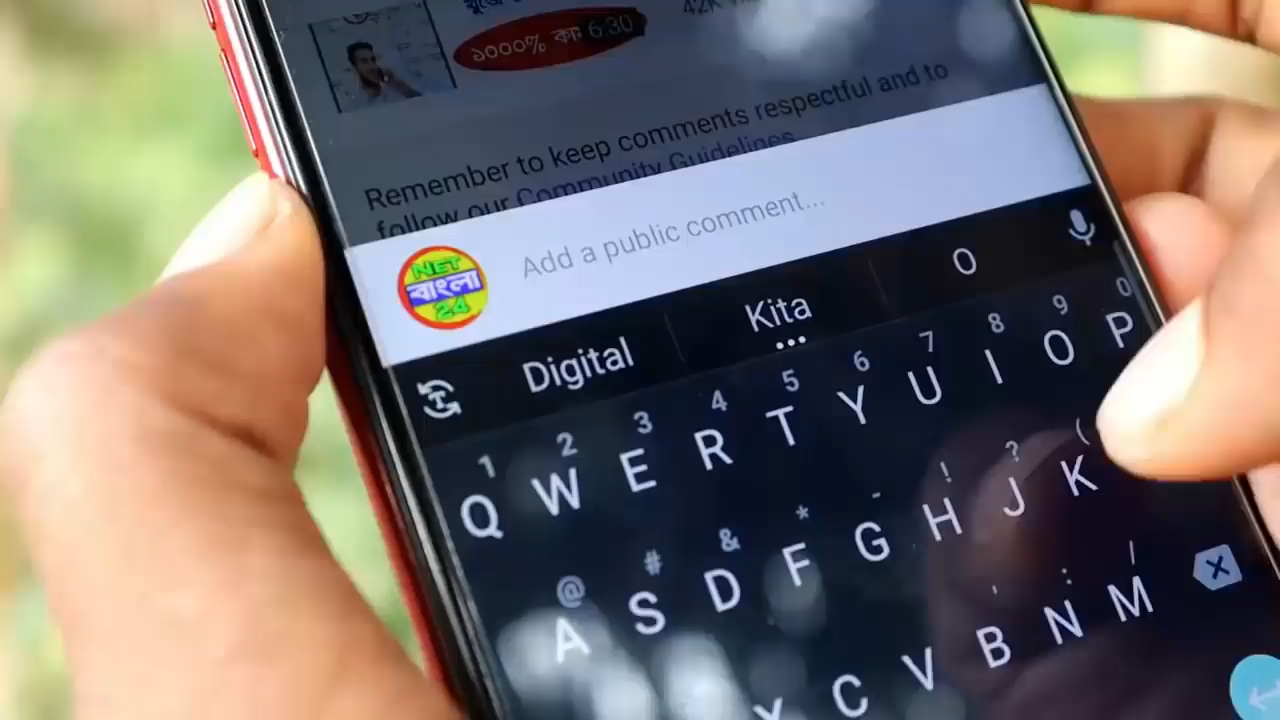 ১০০০% কাজ 6:30
42K
Remember to keep comments respectful and to
follow our Community Guidelines
NET
বাংলা
24
Add a public comment...
Digital
Kita
O
1 2 3 4 5 6 7 8 9 0
Q W E R T Y U I O P
@ # & * - ! ? (
A S D F G H J K
' : /
C V B N M